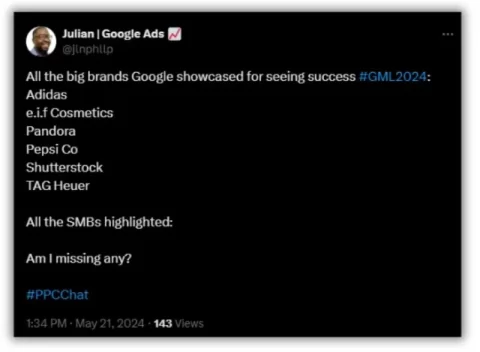 Julian | Google Ads 📈
@jlnphllp
All the big brands Google showcased for seeing success #GML2024:
Adidas
e.i.f Cosmetics
Pandora
Pepsi Co
Shutterstock
TAG Heuer
All the SMBs highlighted:
Am I missing any?
#PPCChat
1:34 PM · May 21, 2024 · 143 Views